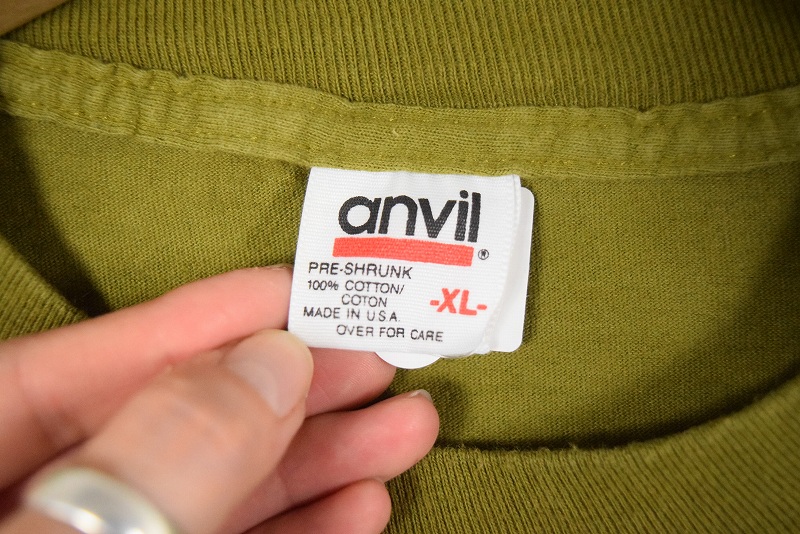 anvil®
PRE-SHRUNK
100% COTTON/
COTON
-XL-
MADE IN U.S.A.
OVER FOR CARE